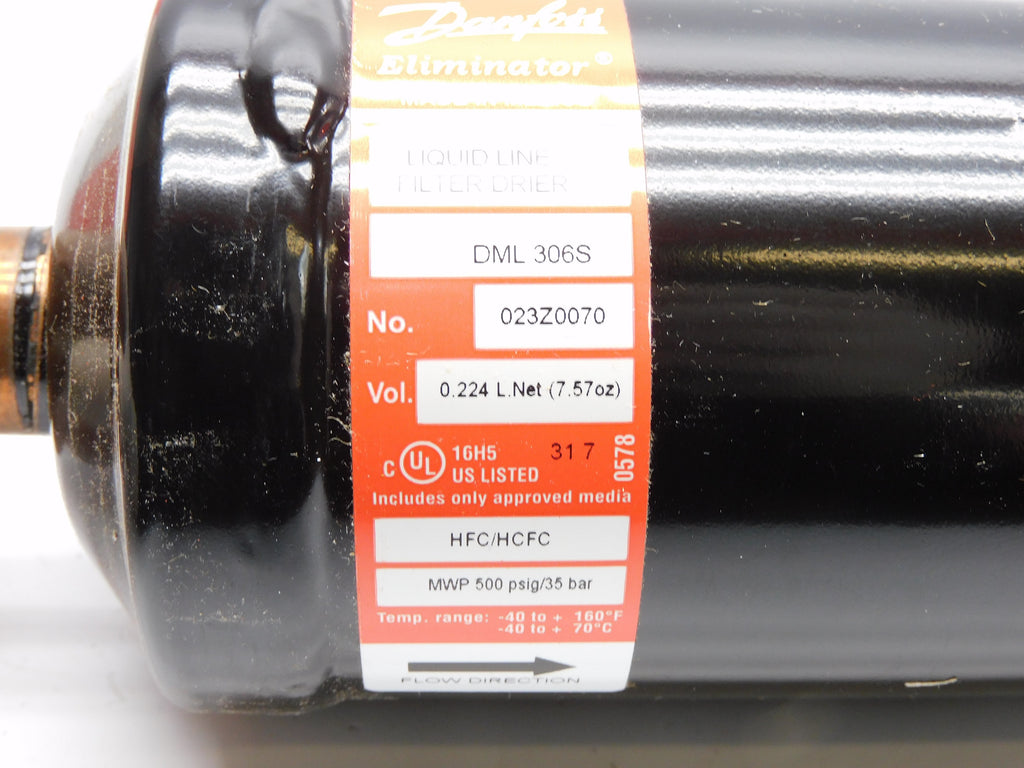 Danfoss
Eliminator®
LIQUID LINE
FILTER DRIER
DML 306S
No. 023Z0070
Vol. 0.224 L.Net (7.57oz)
C UL 16H5 31 7
US LISTED
0578
Includes only approved media
HFC/HCFC
MWP 500 psig/35 bar
Temp. range: -40 to + 160°F
-40 to + 70°C
FLOW DIRECTION